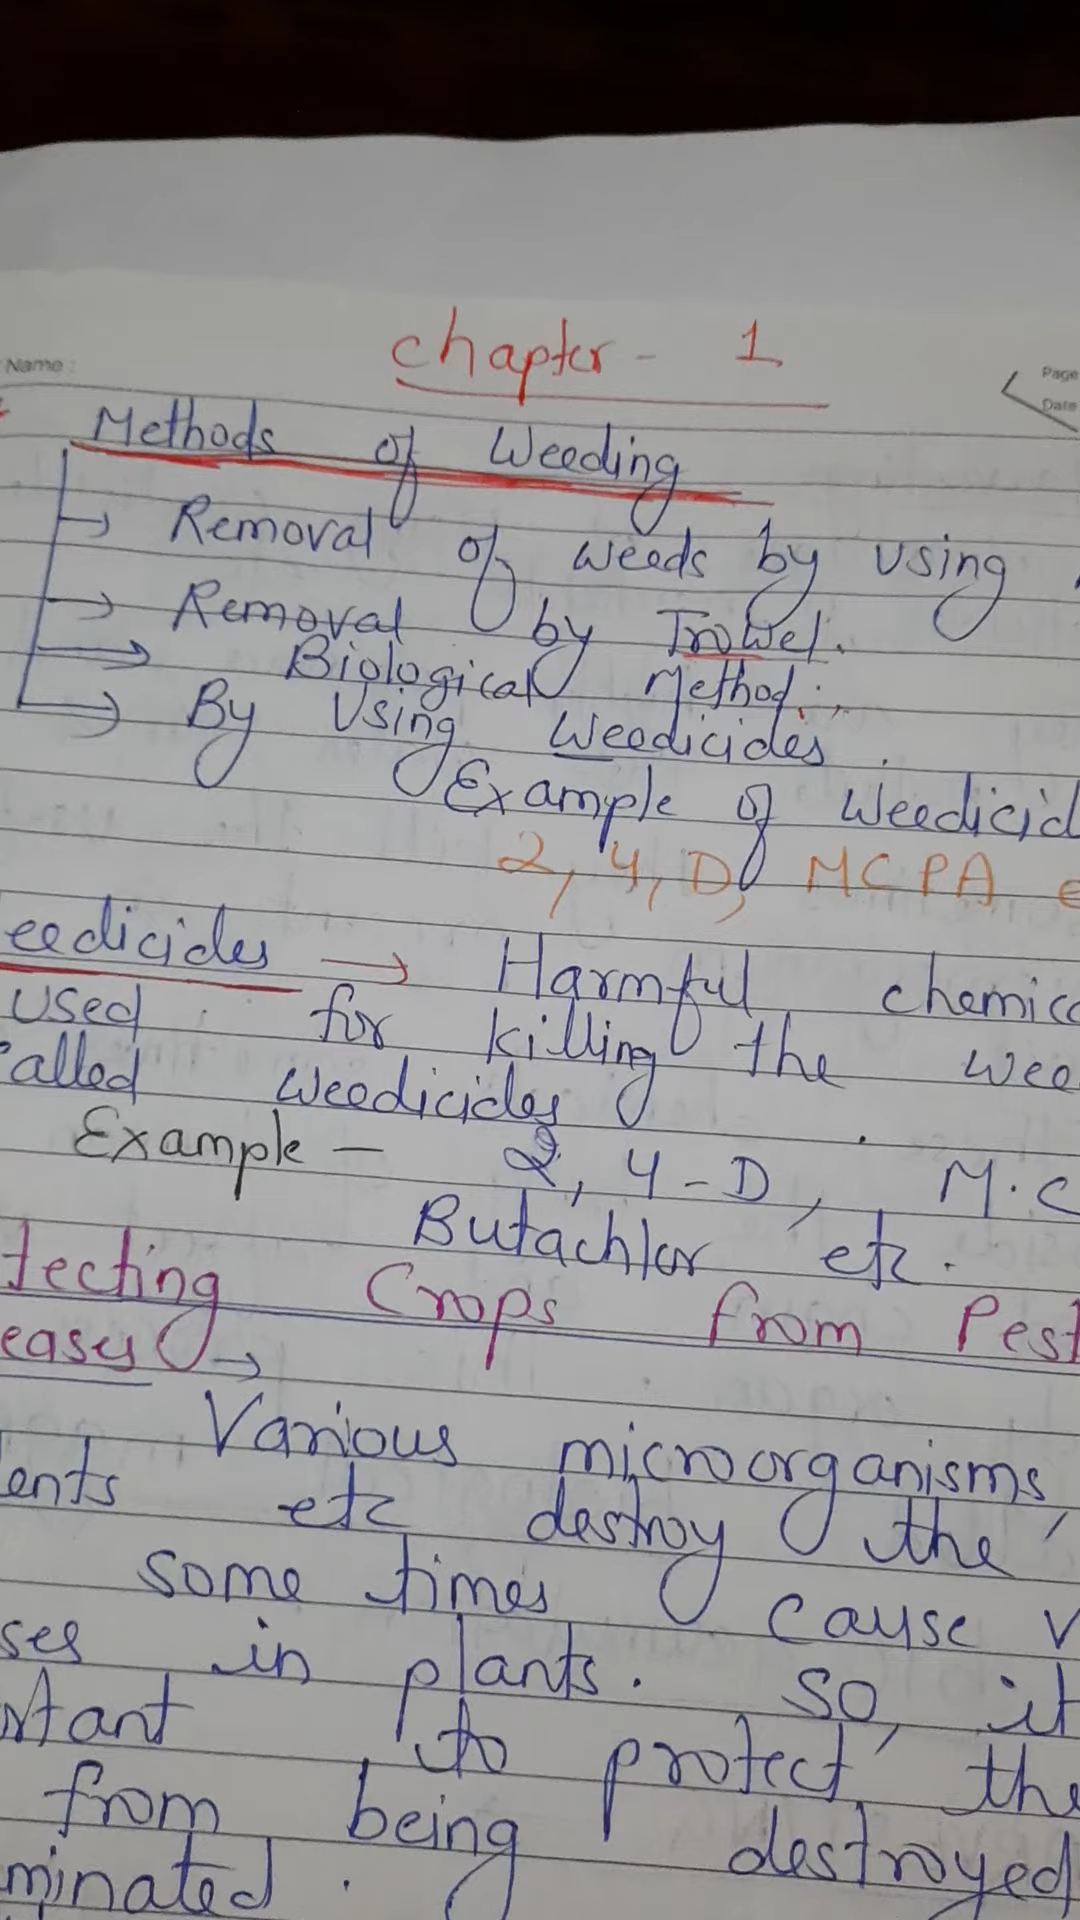 chapter - 1
Name :
Page
Date
Methods of Weeding
Removal of weeds by using
Removal by Trowel.
Biological Method.
By Using Weedicides.
Example of Weedicid
2, 4, D, MCPA e
eedicides → Harmful chemic
used for killing the wee
called weedicides.
Example - 2, 4-D, M.C
Butachlor etc.
tecting Crops from Pest
eases →
Various microorganisms
ents etc destroy the
some times cause v
ses in plants. so, it
rtant to protect the
from being destroyed
minated.